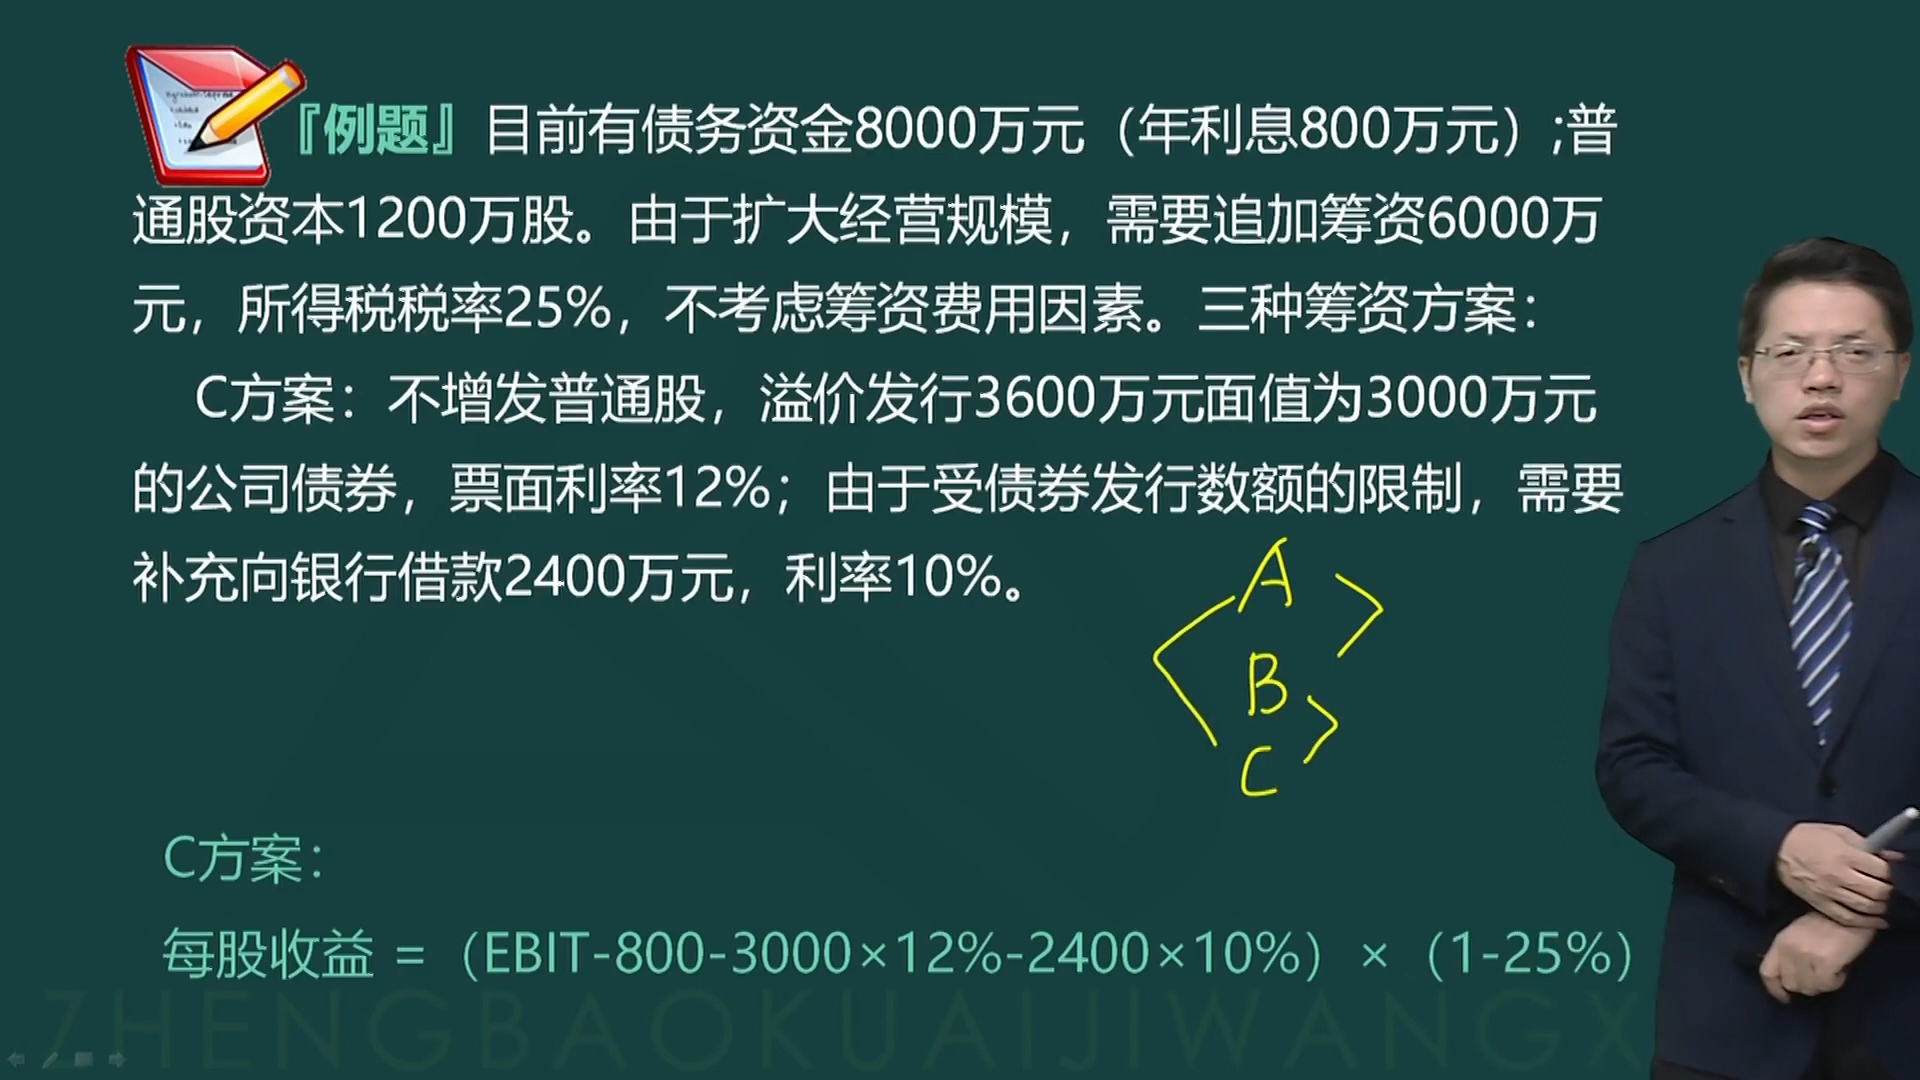 『例题』目前有债务资金8000万元（年利息800万元）;普
通股资本1200万股。由于扩大经营规模，需要追加筹资6000万
元，所得税税率25%，不考虑筹资费用因素。三种筹资方案：
C方案：不增发普通股，溢价发行3600万元面值为3000万元
的公司债券，票面利率12%；由于受债券发行数额的限制，需要
补充向银行借款2400万元，利率10%。
A
B
C
C方案：
每股收益 =（EBIT-800-3000×12%-2400×10%）×（1-25%）
ZHENGBAOKUAIJIWANGX